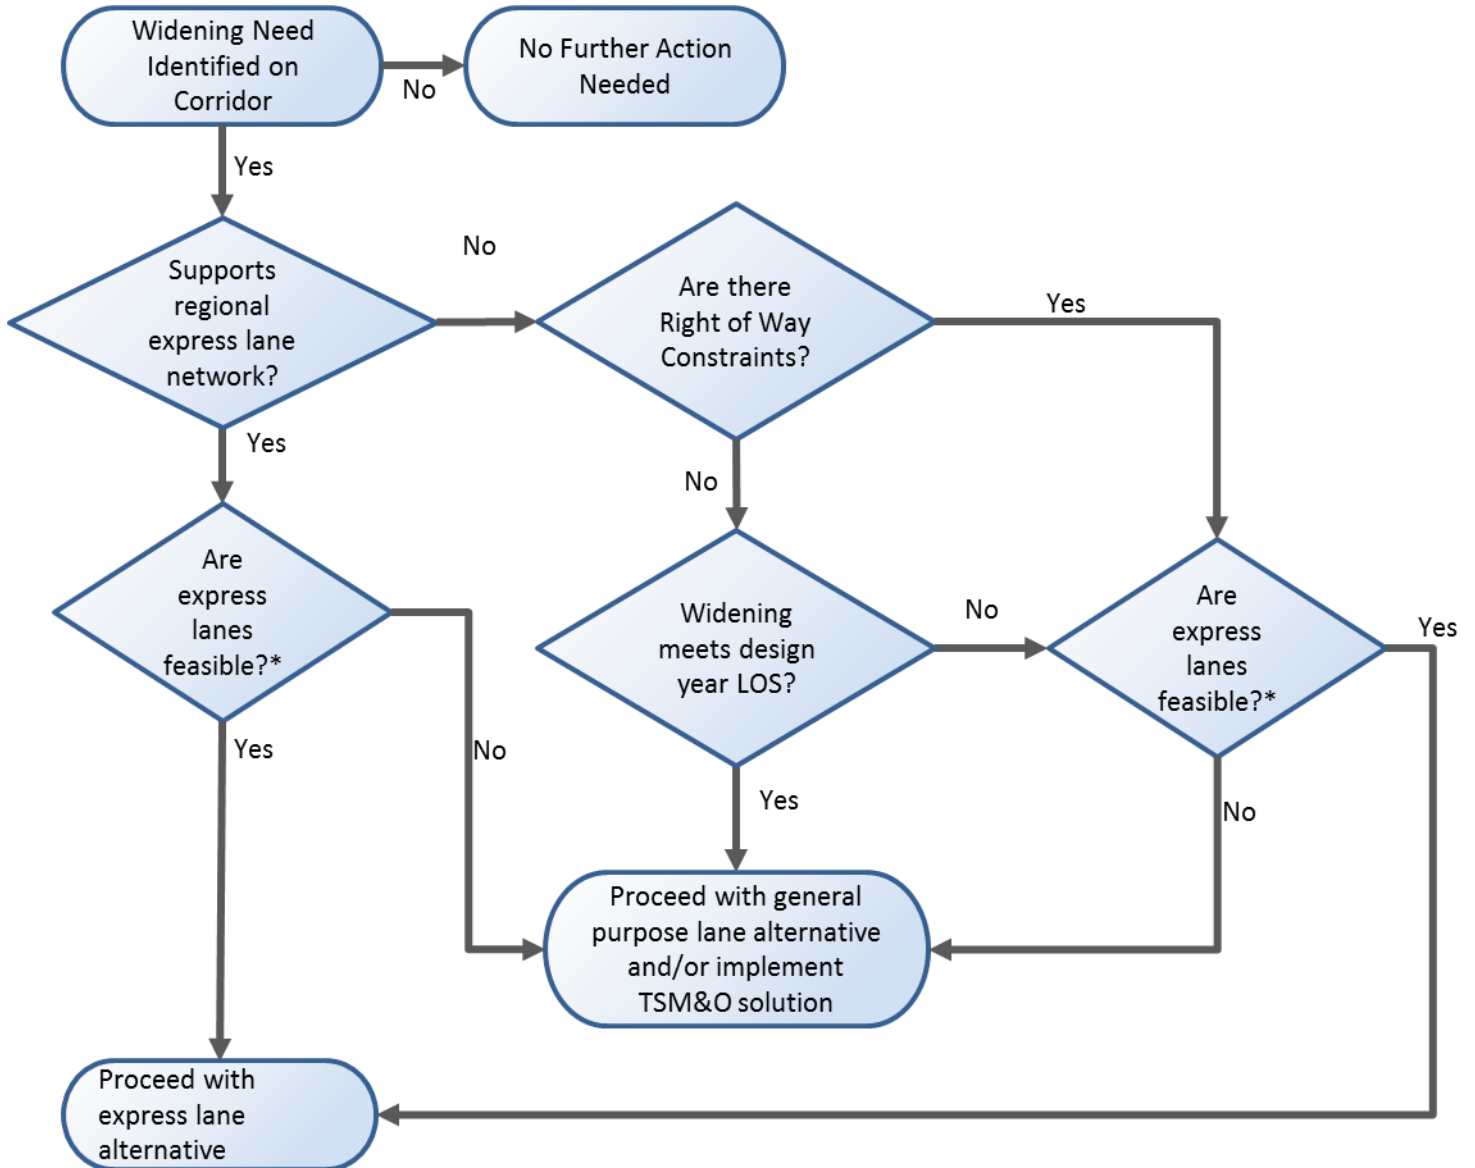 Widening Need
Identified on
Corridor
No
No Further Action
Needed
Yes
Supports
regional
express lane
network?
No
Are there
Right of Way
Constraints?
Yes
Yes
No
Are
express
lanes
feasible?*
Widening
meets design
year LOS?
No
Are
express
lanes
feasible?*
Yes
Yes
No
Yes
No
Proceed with general
purpose lane alternative
and/or implement
TSM&O solution
Proceed with
express lane
alternative